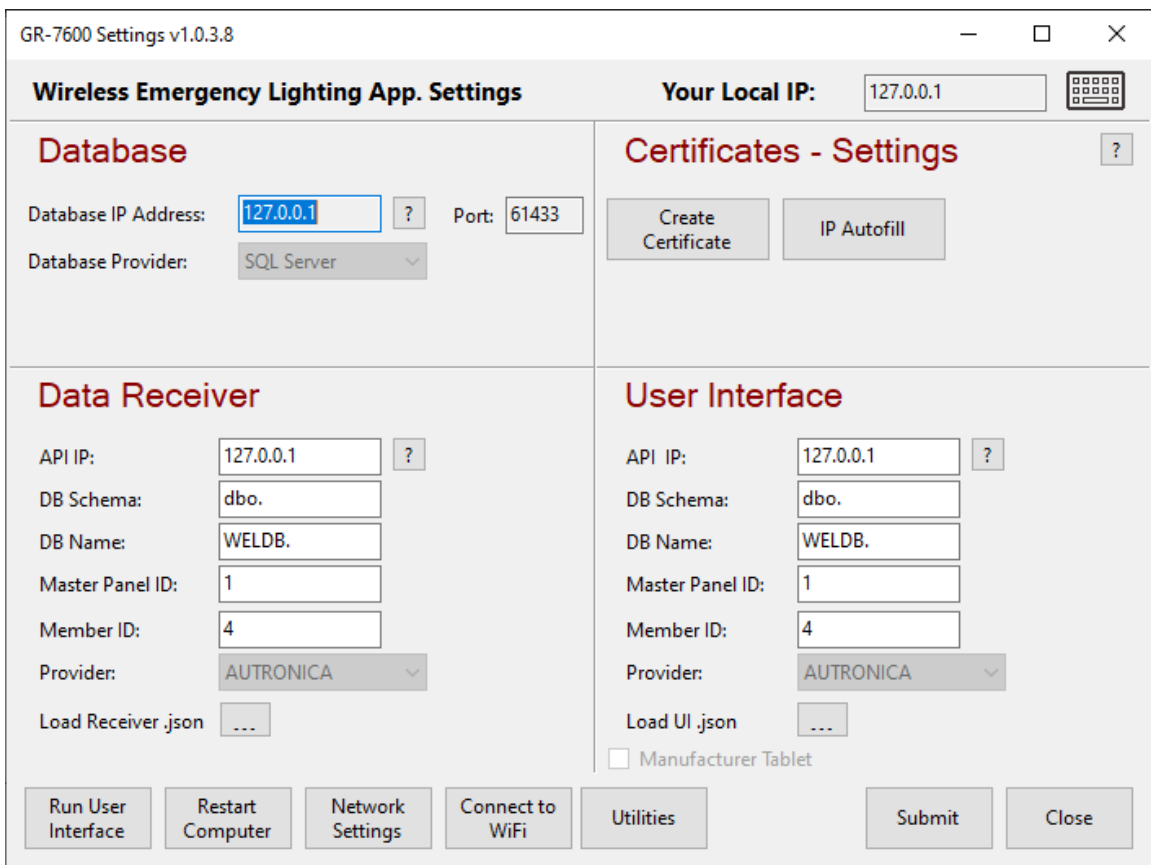 GR-7600 Settings v1.0.3.8
Wireless Emergency Lighting App. Settings Your Local IP: 127.0.0.1
Database
Database IP Address: 127.0.0.1 ? Port: 61433
Database Provider: SQL Server
Certificates - Settings ?
Create
Certificate
IP Autofill
Data Receiver
API IP: 127.0.0.1 ?
DB Schema: dbo.
DB Name: WELDB.
Master Panel ID: 1
Member ID: 4
Provider: AUTRONICA
Load Receiver .json ...
User Interface
API  IP: 127.0.0.1 ?
DB Schema: dbo.
DB Name: WELDB.
Master Panel ID: 1
Member ID: 4
Provider: AUTRONICA
Load UI .json ...
Manufacturer Tablet
Run User
Interface
Restart
Computer
Network
Settings
Connect to
WiFi
Utilities
Submit
Close